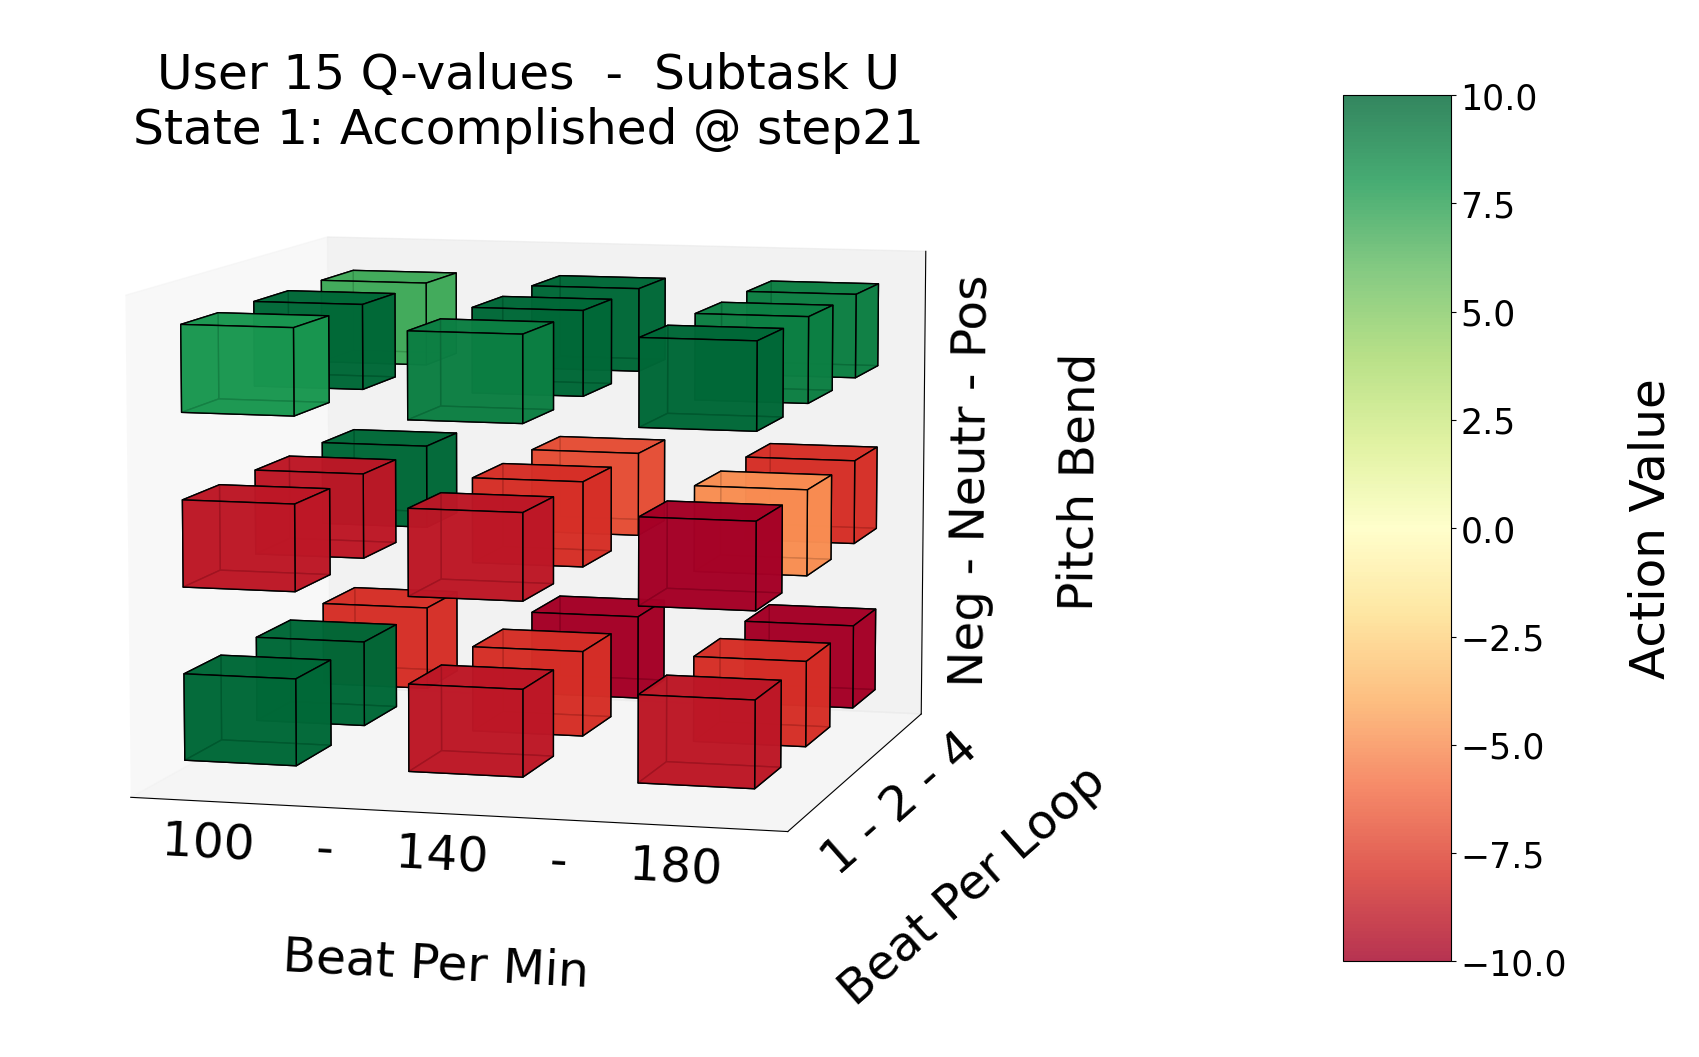 User 15 Q-values  -  Subtask U
State 1: Accomplished @ step21
Neg - Neutr - Pos
Pitch Bend
1 - 2 - 4
Beat Per Loop
100 - 140 - 180
Beat Per Min
10.0
7.5
5.0
2.5
0.0
−2.5
−5.0
−7.5
−10.0
Action Value